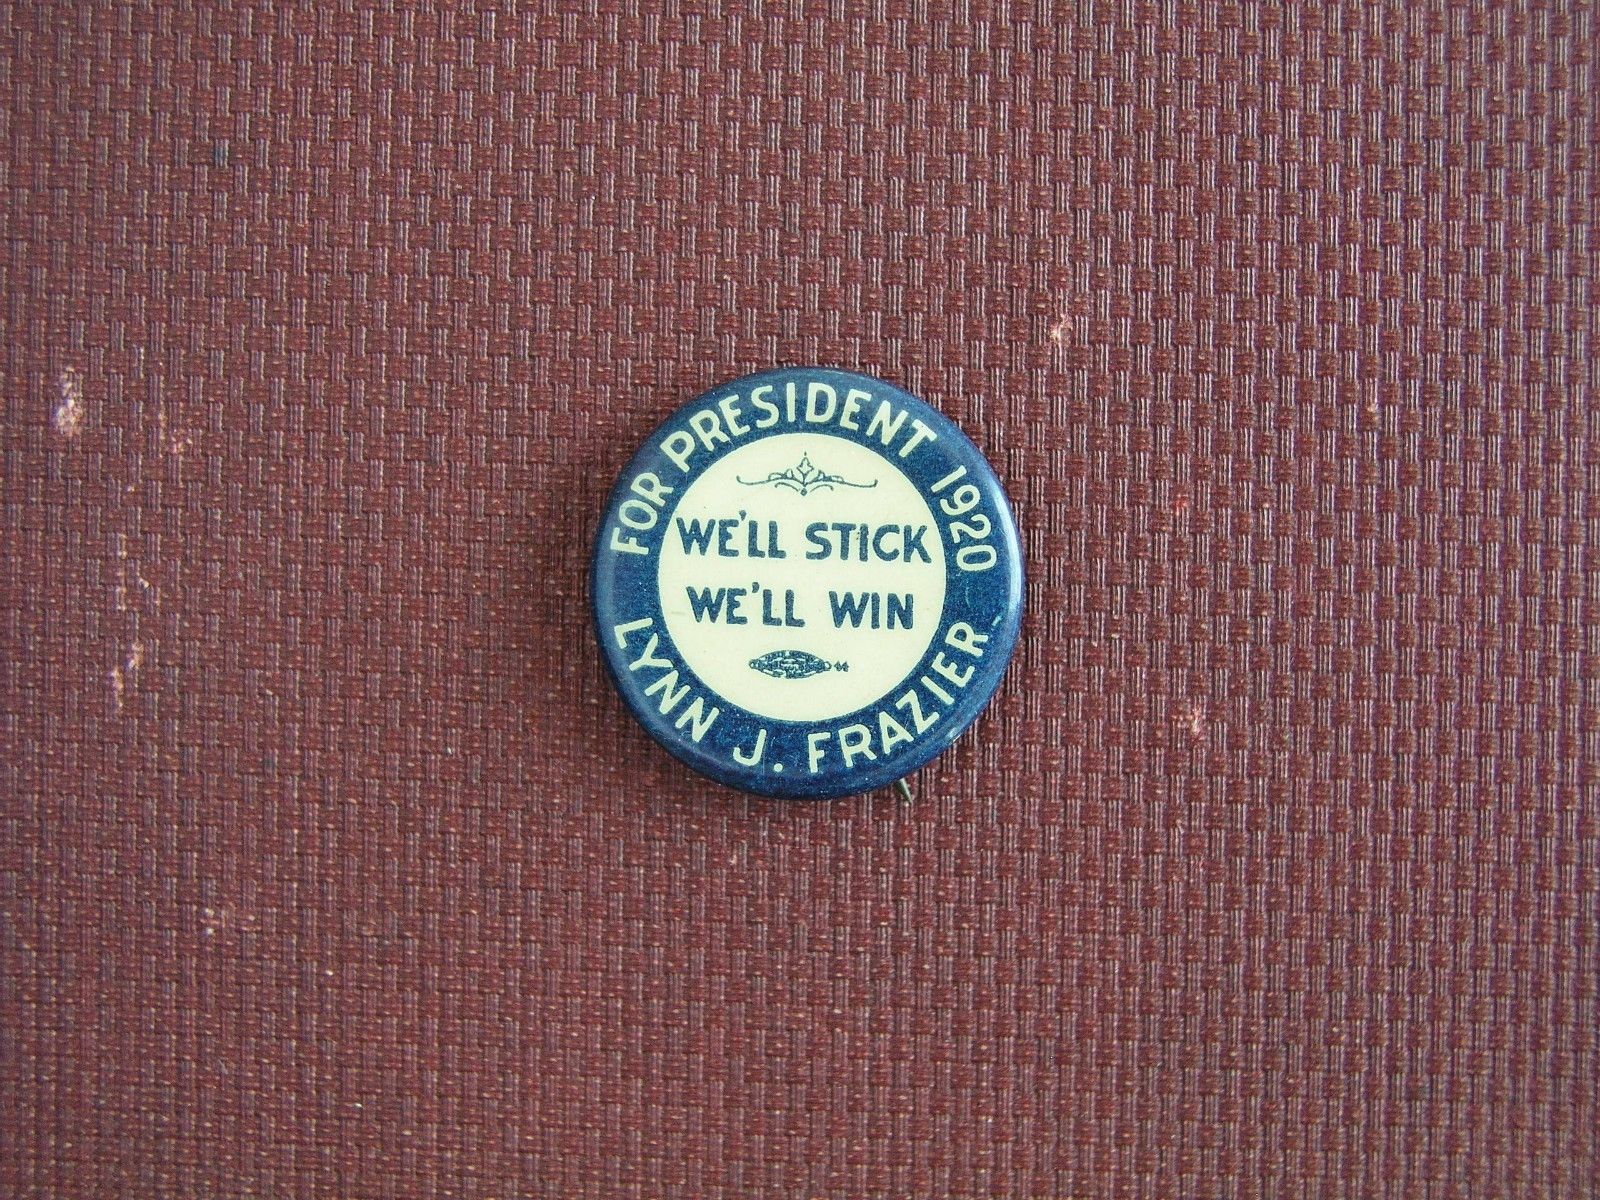 FOR PRESIDENT 1920
WE'LL STICK
WE'LL WIN
LYNN J. FRAZIER